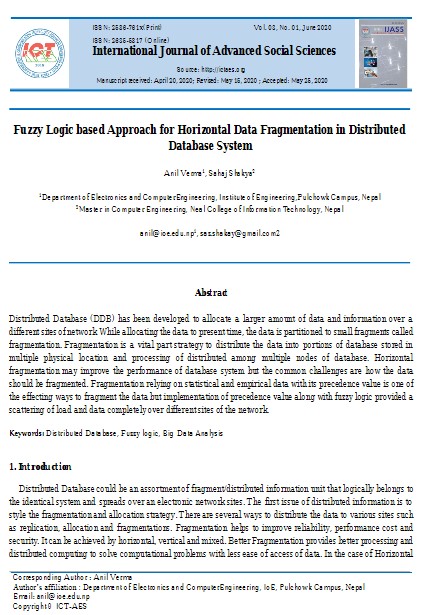 ISSN: 2586-761x(Print)
Vol. 03, No. 01, June 2020
ISSN: 2635-5817 (Online)
International Journal of Advanced Social Sciences
Source: http://ictaes.org
Manuscript received: April 20, 2020; Revised: May 15, 2020; Accepted: May 25, 2020
ICT
IJASS
Fuzzy Logic based Approach for Horizontal Data Fragmentation in Distributed
Database System
Anil Verma¹, Sahaj Shakya²
¹Department of Electronics and Computer Engineering, Institute of Engineering,Pulchowk Campus, Nepal
²Master in Computer Engineering, Neal College of Information Technology, Nepal
anil@ioe.edu.np¹, sas.shakay@gmail.com2
Abstract
Distributed Database (DDB) has been developed to allocate a larger amount of data and information over a
different sites of network. While allocating the data to present time, the data is partitioned to small fragments called
fragmentation. Fragmentation is a vital part strategy to distribute the data into portions of database stored in
multiple physical location and processing of distributed among multiple nodes of database. Horizontal
fragmentation may improve the performance of database system but the common challenges are how the data
should be fragmented. Fragmentation relying on statistical and empirical data with its precedence value is one of
the effecting ways to fragment the data but implementation of precedence value along with fuzzy logic provided a
scattering of load and data completely over different sites of the network.
Keywords: Distributed Database, Fuzzy logic, Big Data Analysis
1. Introduction
Distributed Database could be an assortment of fragment/distributed information unit that logically belongs to
the identical system and spreads over an electronic network sites. The first issue of distributed information is to
style the fragmentation and allocation strategy. There are several ways to distribute the data to various sites such
as replication, allocation and fragmentations. Fragmentation helps to improve reliability, performance cost and
security. It can be achieved by horizontal, vertical and mixed. Better Fragmentation provides better processing and
distributed computing to solve computational problems with less ease of access of data. In the case of Horizontal
Corresponding Author: Anil Verma
Author's affiliation: Department of Electronics and Computer Engineering, IoE, Pulchowk Campus, Nepal
Email: anil@ioe.edu.np
Copyright© ICT-AES